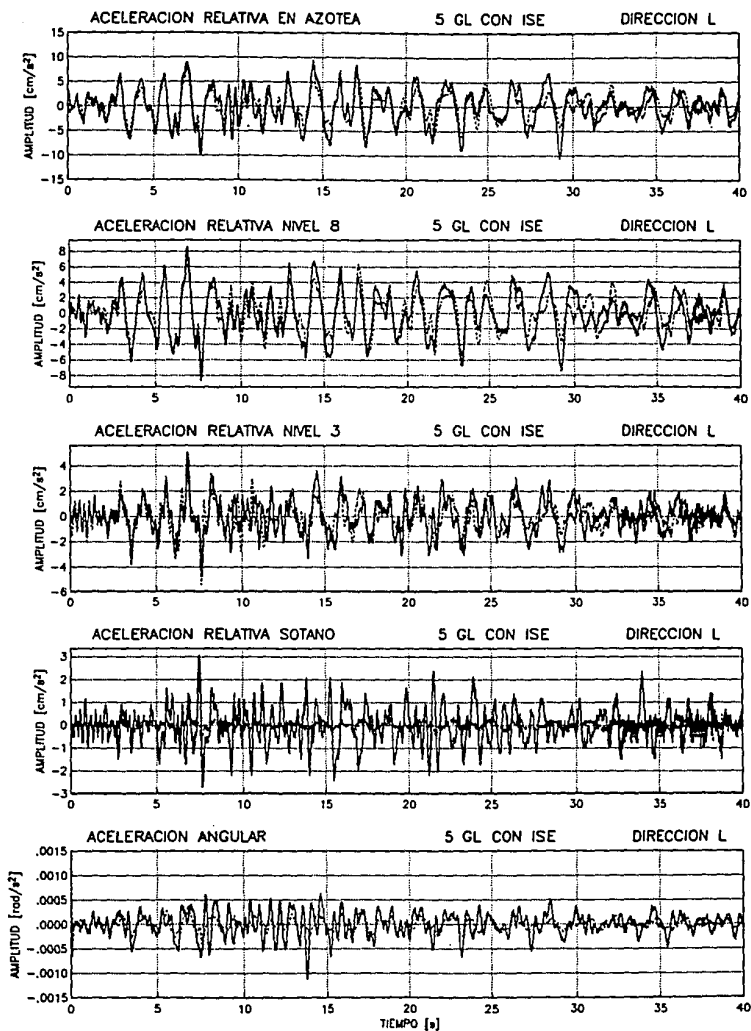 ACELERACION RELATIVA EN AZOTEA 5 GL CON ISE DIRECCION L
AMPLITUD [cm/s²]
15
10
5
0
-5
-10
-15
0 5 10 15 20 25 30 35 40
ACELERACION RELATIVA NIVEL 8 5 GL CON ISE DIRECCION L
AMPLITUD [cm/s²]
8
6
4
2
0
-2
-4
-6
-8
0 5 10 15 20 25 30 35 40
ACELERACION RELATIVA NIVEL 3 5 GL CON ISE DIRECCION L
AMPLITUD [cm/s²]
4
2
0
-2
-4
-6
0 5 10 15 20 25 30 35 40
ACELERACION RELATIVA SOTANO 5 GL CON ISE DIRECCION L
AMPLITUD [cm/s²]
3
2
1
0
-1
-2
-3
0 5 10 15 20 25 30 35 40
ACELERACION ANGULAR 5 GL CON ISE DIRECCION L
AMPLITUD [rad/s²]
.0015
.0010
.0005
.0000
-.0005
-.0010
-.0015
0 5 10 15 20 25 30 35 40
TIEMPO [s]